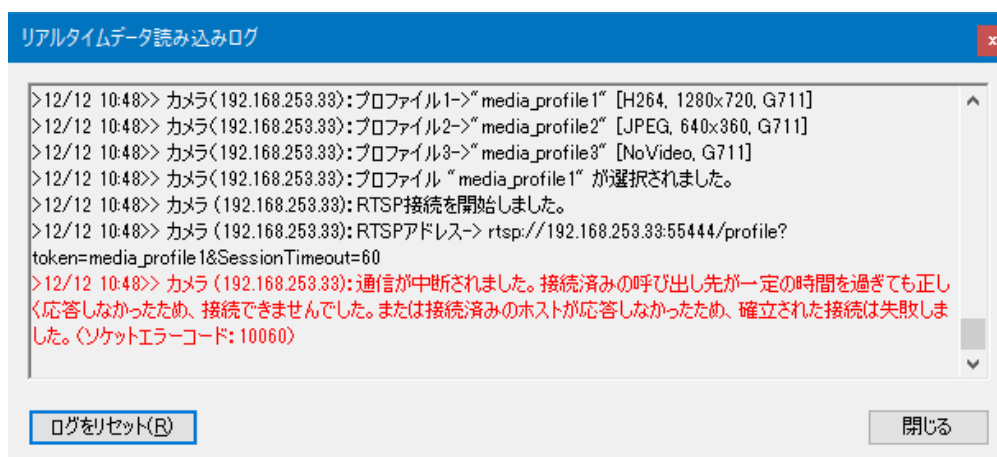 リアルタイムデータ読み込みログ
x
>12/12 10:48>> カメラ(192.168.253.33):プロファイル1->"media_profile1" [H264, 1280x720, G711]
>12/12 10:48>> カメラ(192.168.253.33):プロファイル2->"media_profile2" [JPEG, 640x360, G711]
>12/12 10:48>> カメラ(192.168.253.33):プロファイル3->"media_profile3" [NoVideo, G711]
>12/12 10:48>> カメラ(192.168.253.33):プロファイル "media_profile1" が選択されました。
>12/12 10:48>> カメラ (192.168.253.33): RTSP接続を開始しました。
>12/12 10:48>> カメラ (192.168.253.33): RTSPアドレス-> rtsp://192.168.253.33:55444/profile?
token=media_profile1&SessionTimeout=60
>12/12 10:48>> カメラ (192.168.253.33): 通信が中断されました。接続済みの呼び出し先が一定の時間を過ぎても正し
く応答しなかったため、接続できませんでした。または接続済みのホストが応答しなかったため、確立された接続は失敗しま
した。(ソケットエラーコード: 10060)
ログをリセット(R)
閉じる